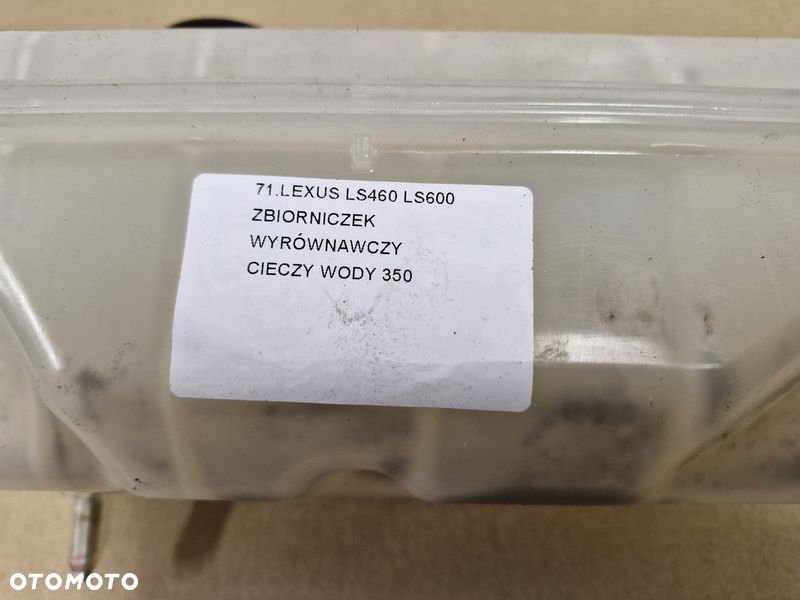 71.LEXUS LS460 LS600
ZBIORNICZEK
WYRÓWNAWCZY
CIECZY WODY 350
OTOMOTO